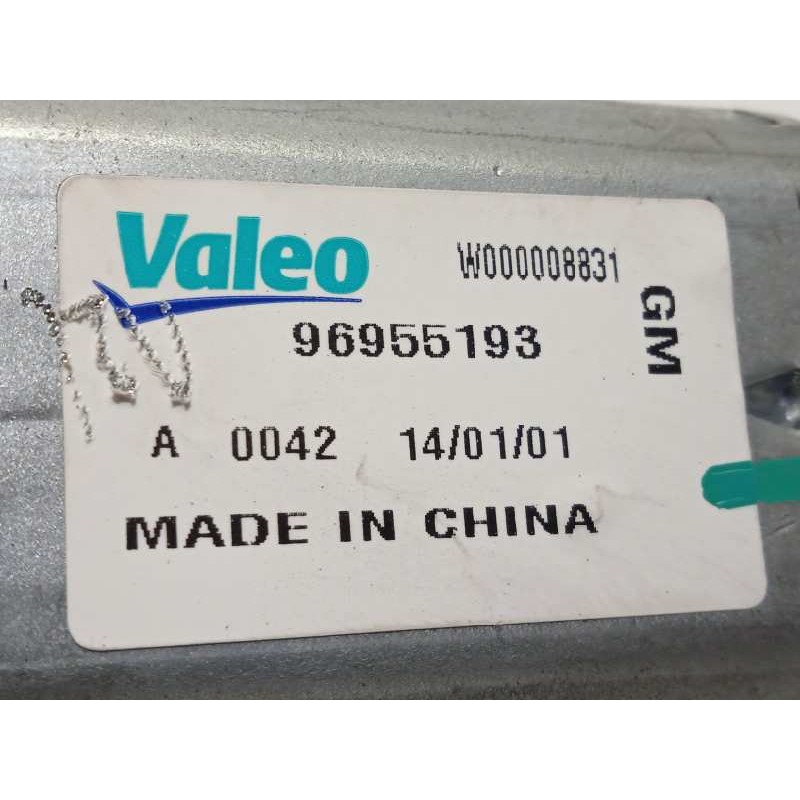 Valeo W000008831
GM
96955193
A 0042 14/01/01
MADE IN CHINA